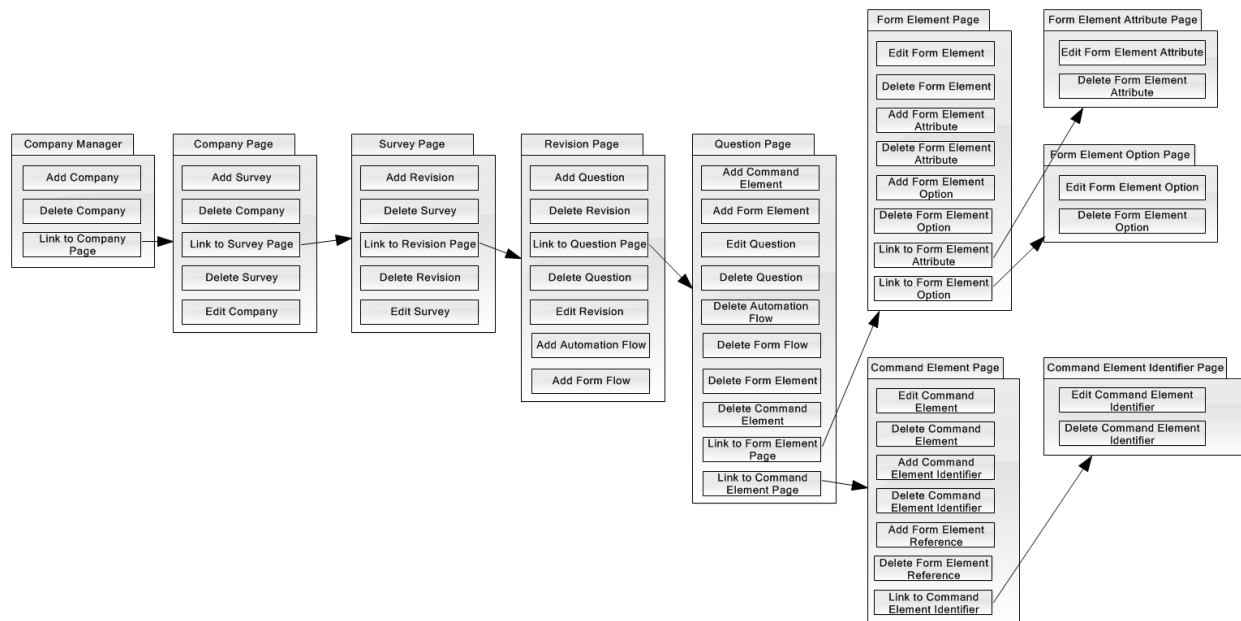 Company Manager
Add Company
Delete Company
Link to Company
Page
Company Page
Add Survey
Delete Company
Link to Survey Page
Delete Survey
Edit Company
Survey Page
Add Revision
Delete Survey
Link to Revision Page
Delete Revision
Edit Survey
Revision Page
Add Question
Delete Revision
Link to Question Page
Delete Question
Edit Revision
Add Automation Flow
Add Form Flow
Question Page
Add Command
Element
Add Form Element
Edit Question
Delete Question
Delete Automation
Flow
Delete Form Flow
Delete Form Element
Delete Command
Element
Link to Form Element
Page
Link to Command
Element Page
Form Element Page
Edit Form Element
Delete Form Element
Add Form Element
Attribute
Delete Form Element
Attribute
Add Form Element
Option
Delete Form Element
Option
Link to Form Element
Attribute
Link to Form Element
Option
Form Element Attribute Page
Edit Form Element Attribute
Delete Form Element
Attribute
Form Element Option Page
Edit Form Element Option
Delete Form Element
Option
Command Element Page
Edit Command
Element
Delete Command
Element
Add Command
Element Identifier
Delete Command
Element Identifier
Add Form Element
Reference
Delete Form Element
Reference
Link to Command
Element Identifier
Command Element Identifier Page
Edit Command Element
Identifier
Delete Command Element
Identifier